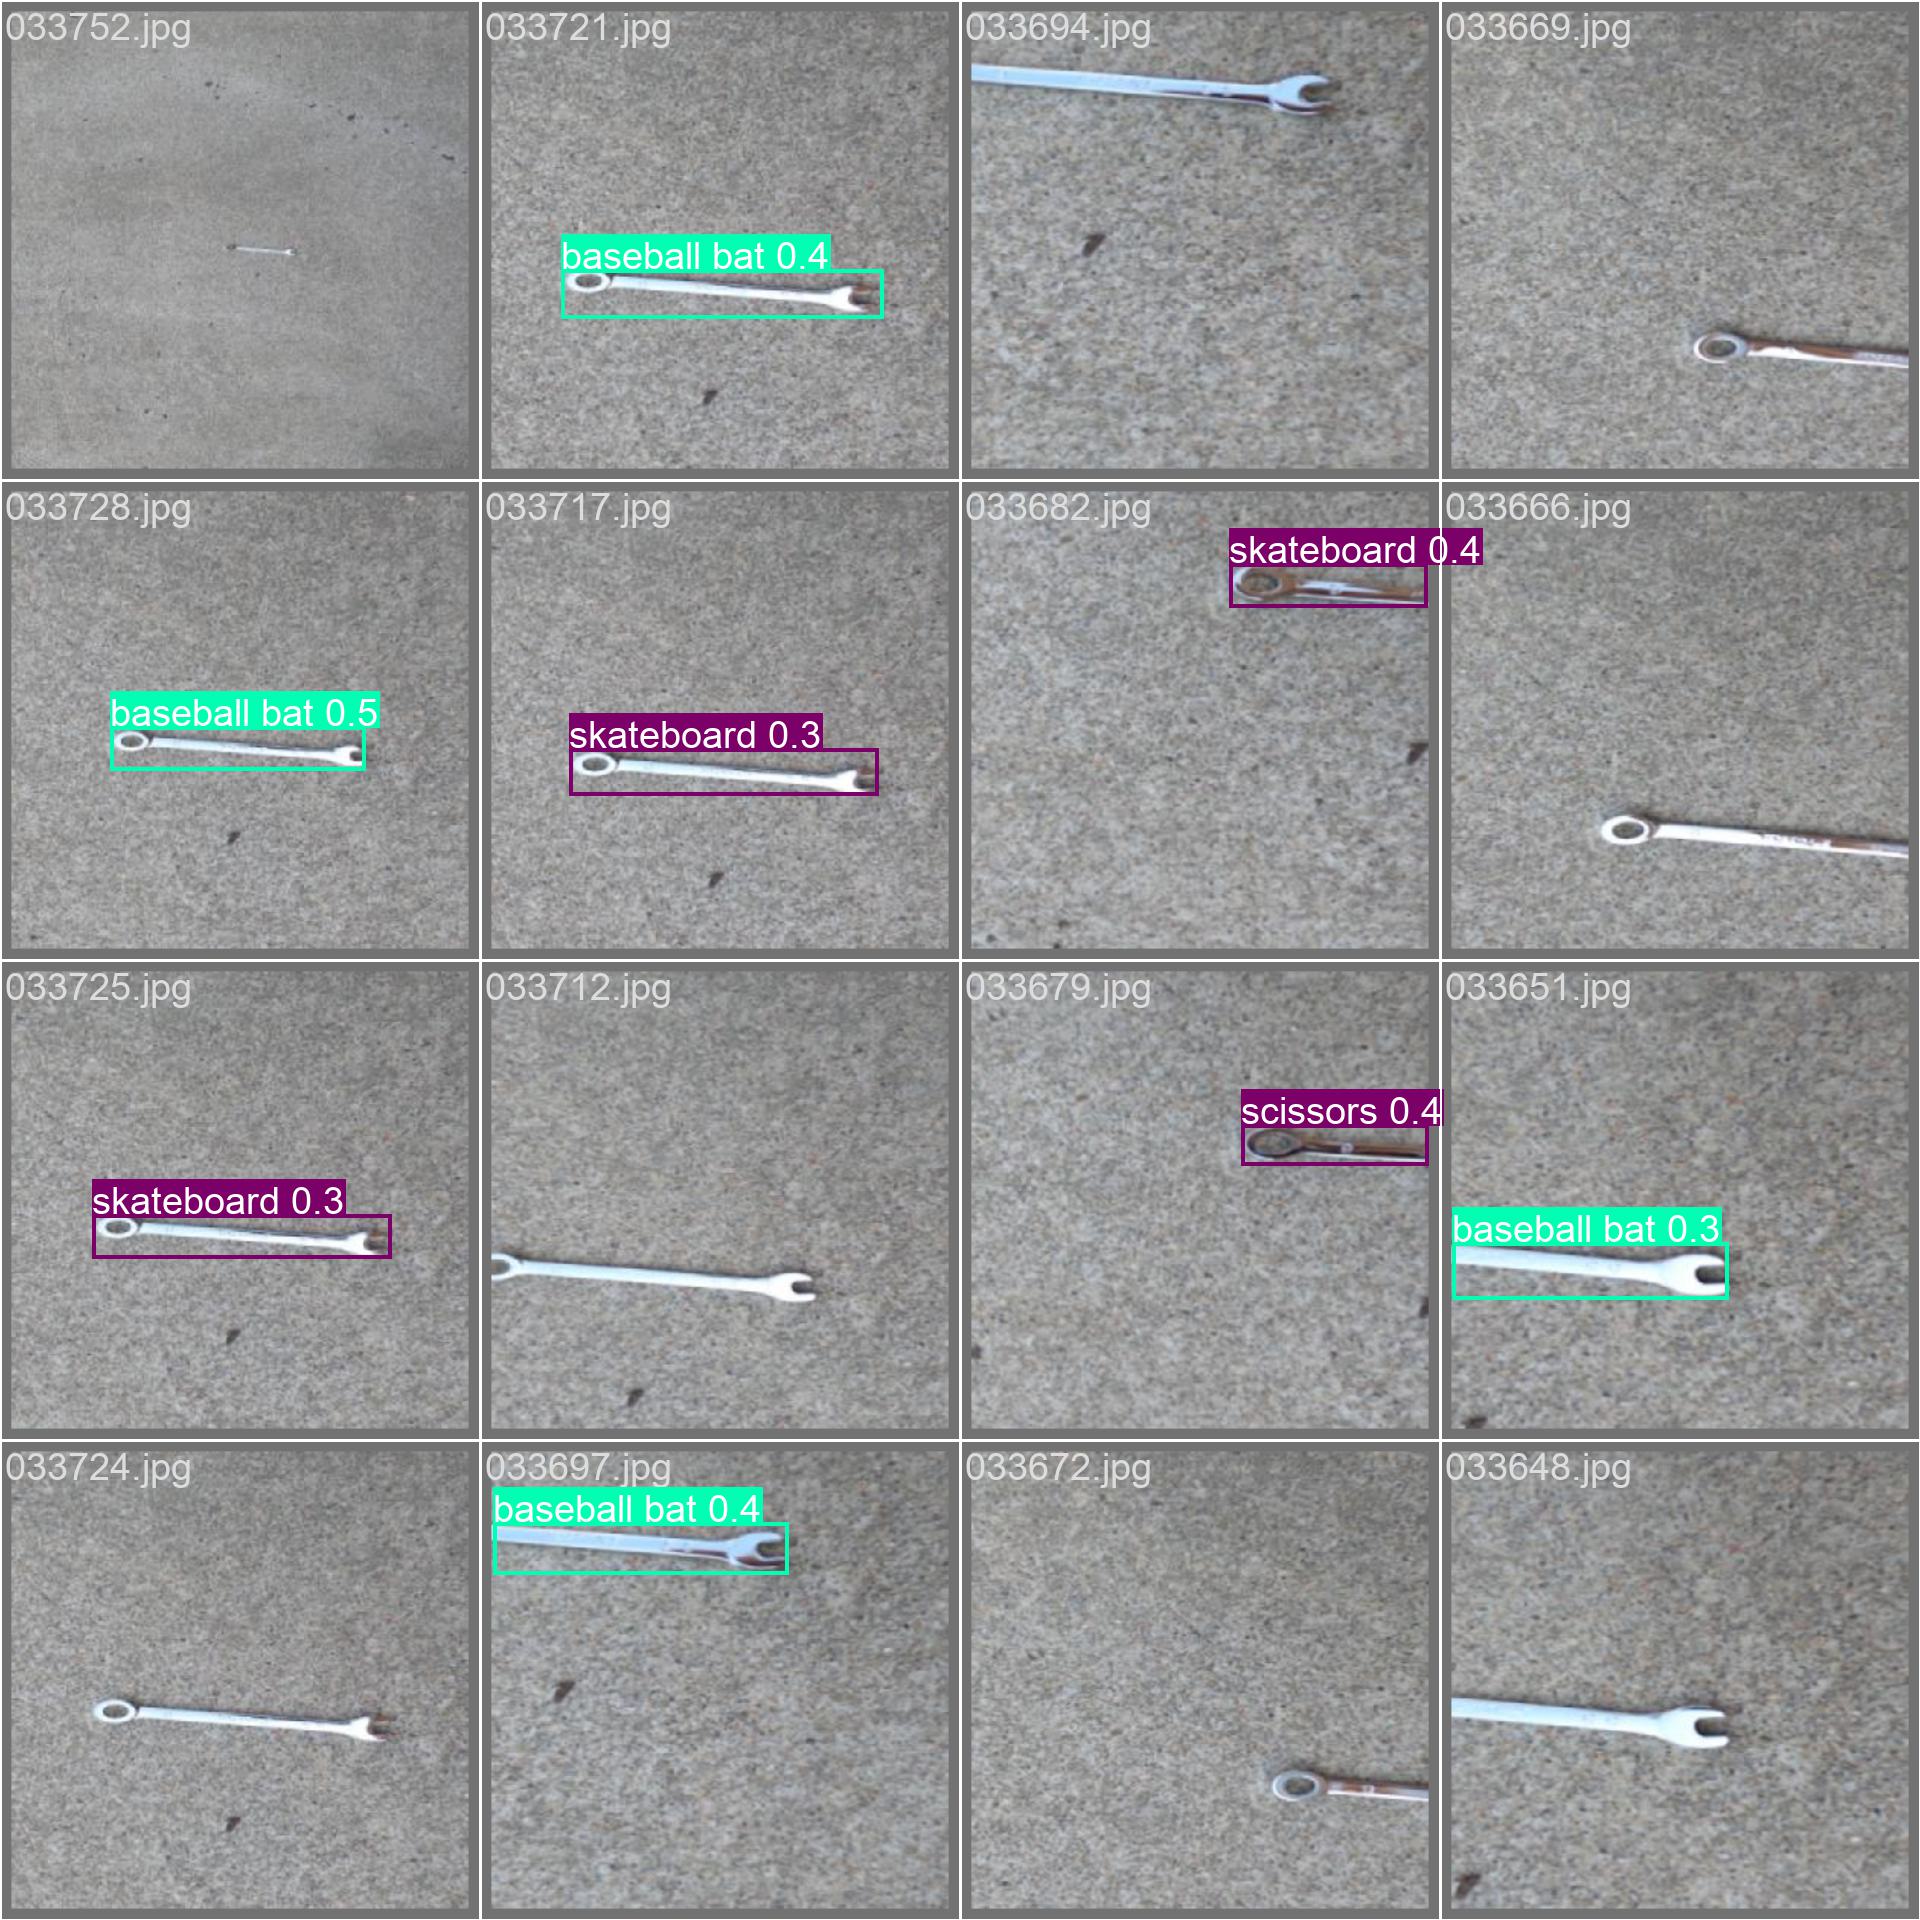 033752.jpg
033721.jpg
033694.jpg
033669.jpg
baseball bat 0.4
033728.jpg
033717.jpg
033682.jpg
033666.jpg
skateboard 0.4
baseball bat 0.5
skateboard 0.3
033725.jpg
033712.jpg
033679.jpg
033651.jpg
scissors 0.4
skateboard 0.3
baseball bat 0.3
033724.jpg
033697.jpg
033672.jpg
033648.jpg
baseball bat 0.4